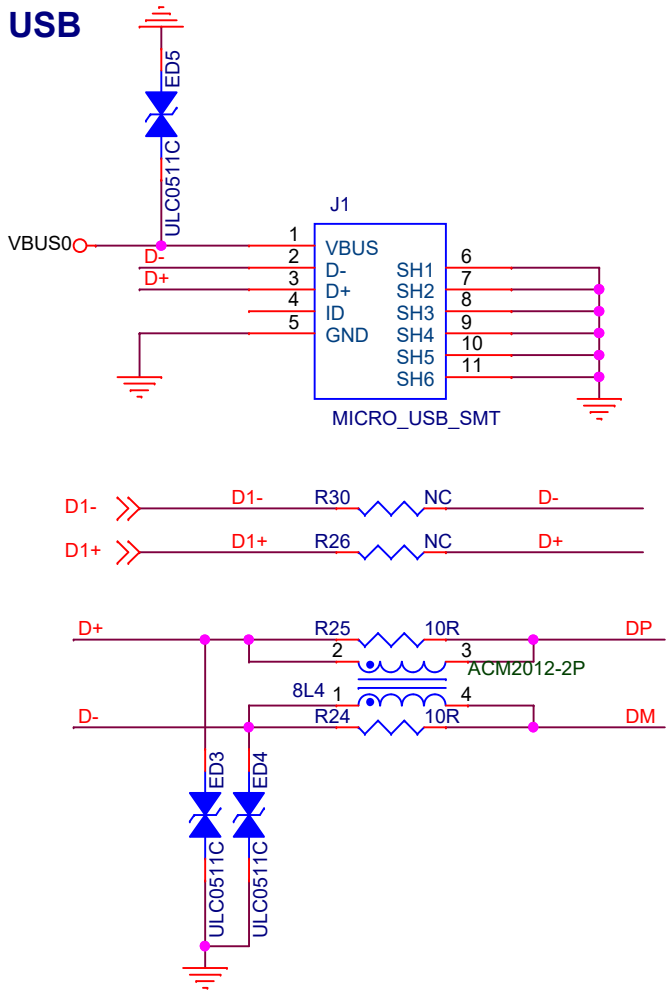 USB
ED5
ULC0511C
J1
VBUS0
1 VBUS
D- 2 D- SH1 6
D+ 3 D+ SH2 7
4 ID SH3 8
5 GND SH4 9
SH5 10
SH6 11
MICRO_USB_SMT
D1- D1- R30 NC D-
D1+ D1+ R26 NC D+
D+ R25 10R DP
2 3
ACM2012-2P
8L4 1 4
D- R24 10R DM
ED3 ED4
ULC0511C ULC0511C